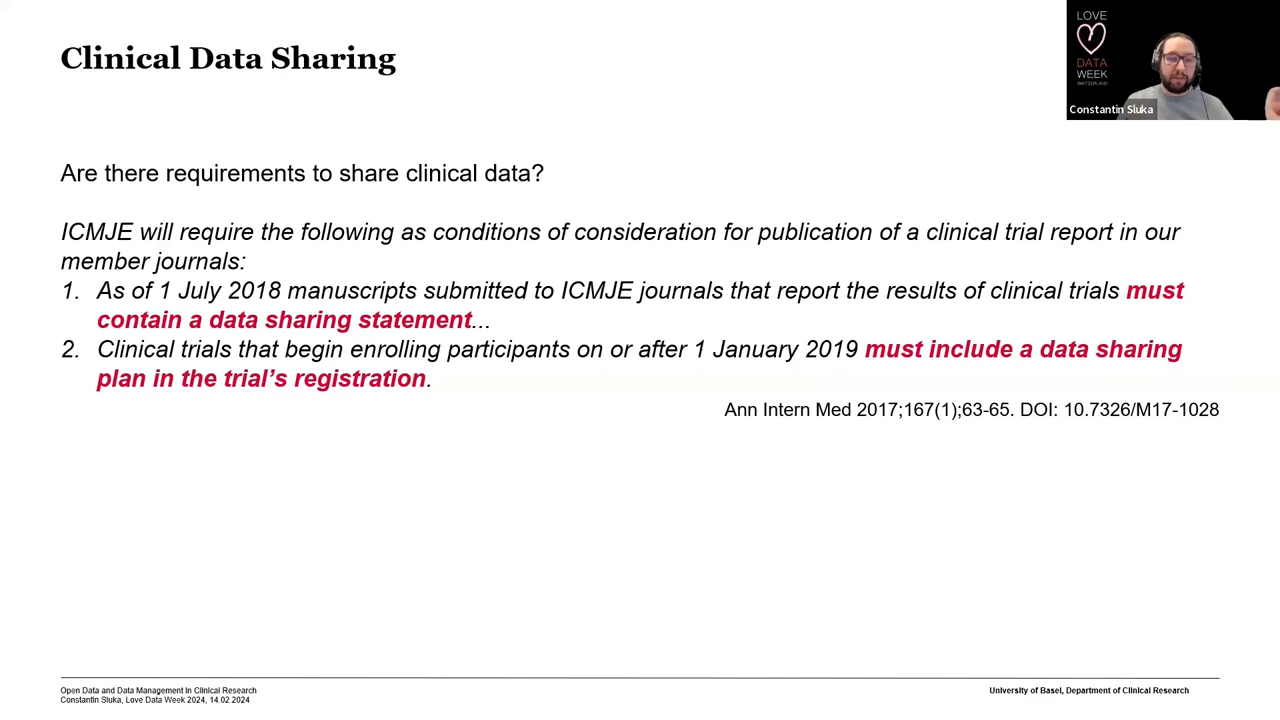 Clinical Data Sharing
LOVE
DATA
WEEK
SWITZERLAND
Constantin Sluka
Are there requirements to share clinical data?
ICMJE will require the following as conditions of consideration for publication of a clinical trial report in our
member journals:
1. As of 1 July 2018 manuscripts submitted to ICMJE journals that report the results of clinical trials must
contain a data sharing statement...
2. Clinical trials that begin enrolling participants on or after 1 January 2019 must include a data sharing
plan in the trial’s registration.
Ann Intern Med 2017;167(1);63-65. DOI: 10.7326/M17-1028
Open Data and Data Management in Clinical Research
Constantin Sluka, Love Data Week 2024, 14.02.2024
University of Basel, Department of Clinical Research